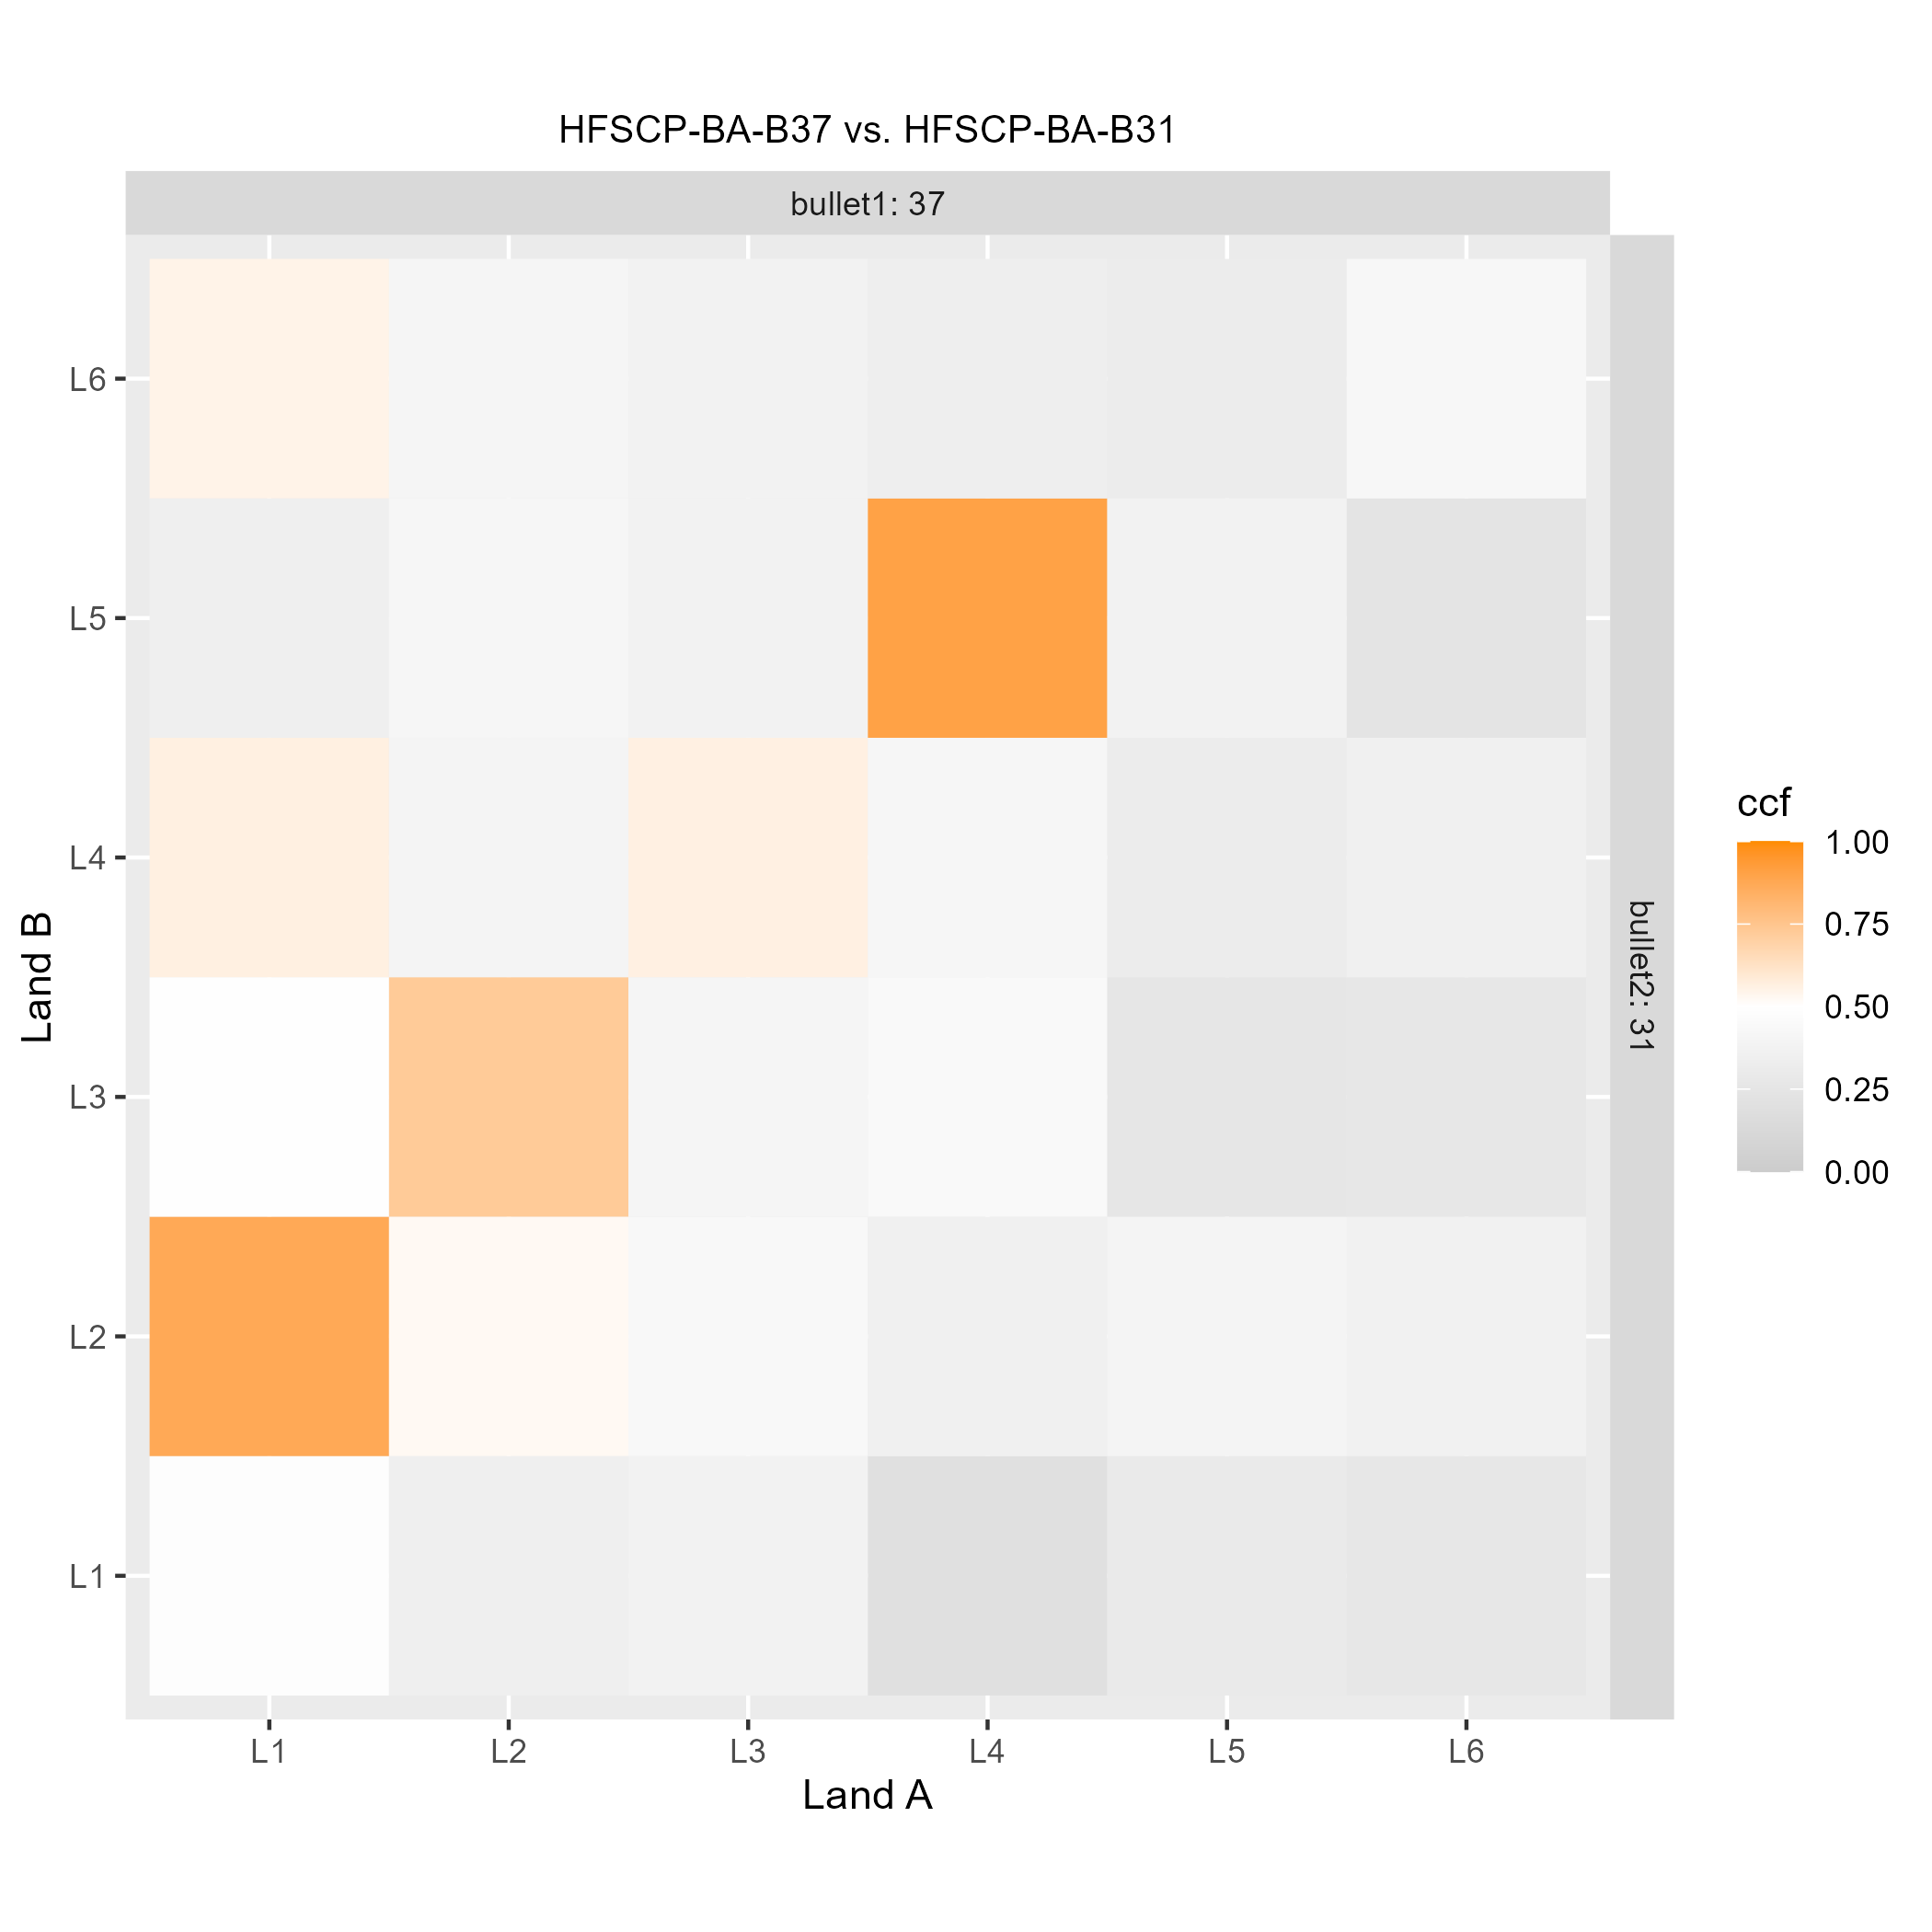 HFSCP-BA-B37 vs. HFSCP-BA-B31
bullet1: 37
L6
L5
L4
L3
L2
L1
Land B
bullet2: 31
L1 L2 L3 L4 L5 L6
Land A
ccf
1.00
0.75
0.50
0.25
0.00